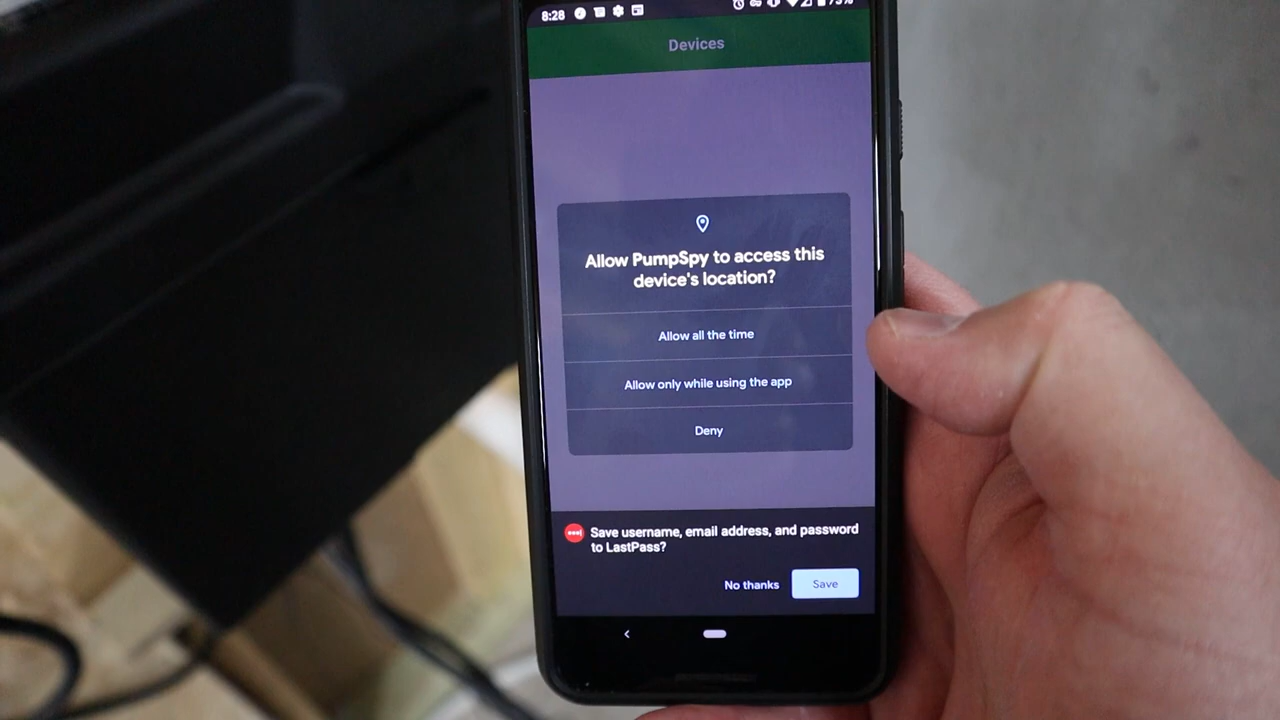 8:28
73%
Devices
Allow PumpSpy to access this
device's location?
Allow all the time
Allow only while using the app
Deny
Save username, email address, and password
to LastPass?
No thanks
Save